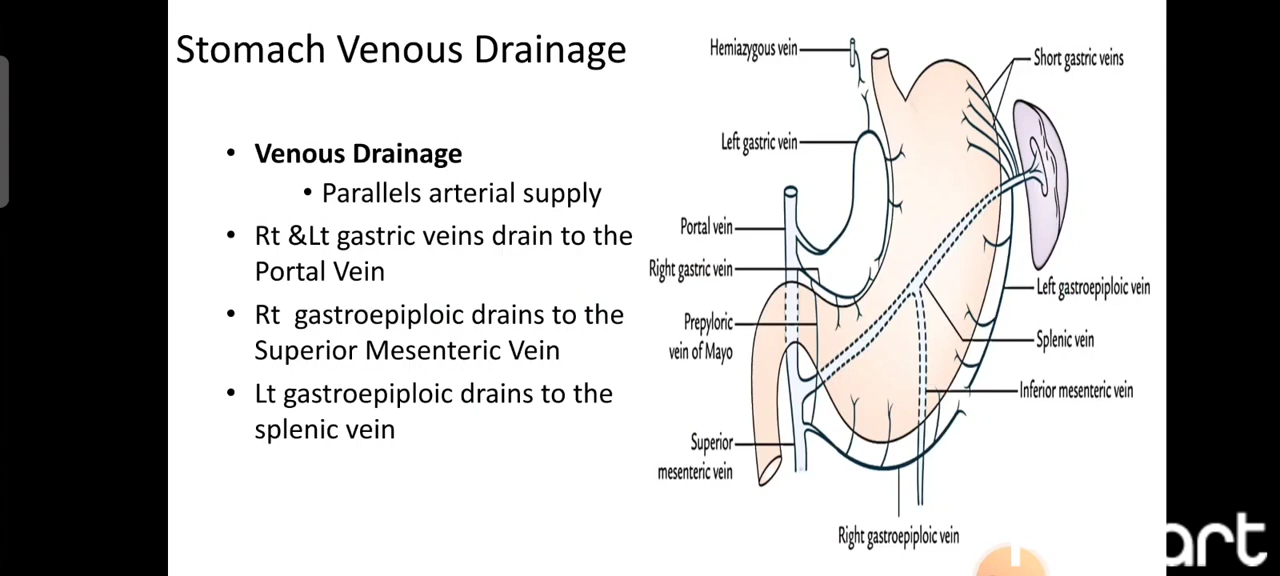 Stomach Venous Drainage
• Venous Drainage
• Parallels arterial supply
• Rt &Lt gastric veins drain to the
Portal Vein
• Rt gastroepiploic drains to the
Superior Mesenteric Vein
• Lt gastroepiploic drains to the
splenic vein
Hemiazygous vein
Short gastric veins
Left gastric vein
Portal vein
Right gastric vein
Left gastroepiploic vein
Prepyloric
vein of Mayo
Splenic vein
Inferior mesenteric vein
Superior
mesenteric vein
Right gastroepiploic vein
art